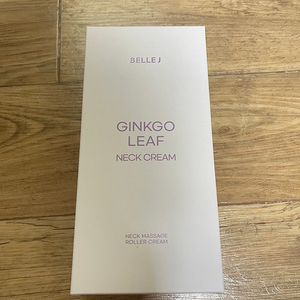 BELLE J
GINKGO
LEAF
NECK CREAM
NECK MASSAGE
ROLLER CREAM